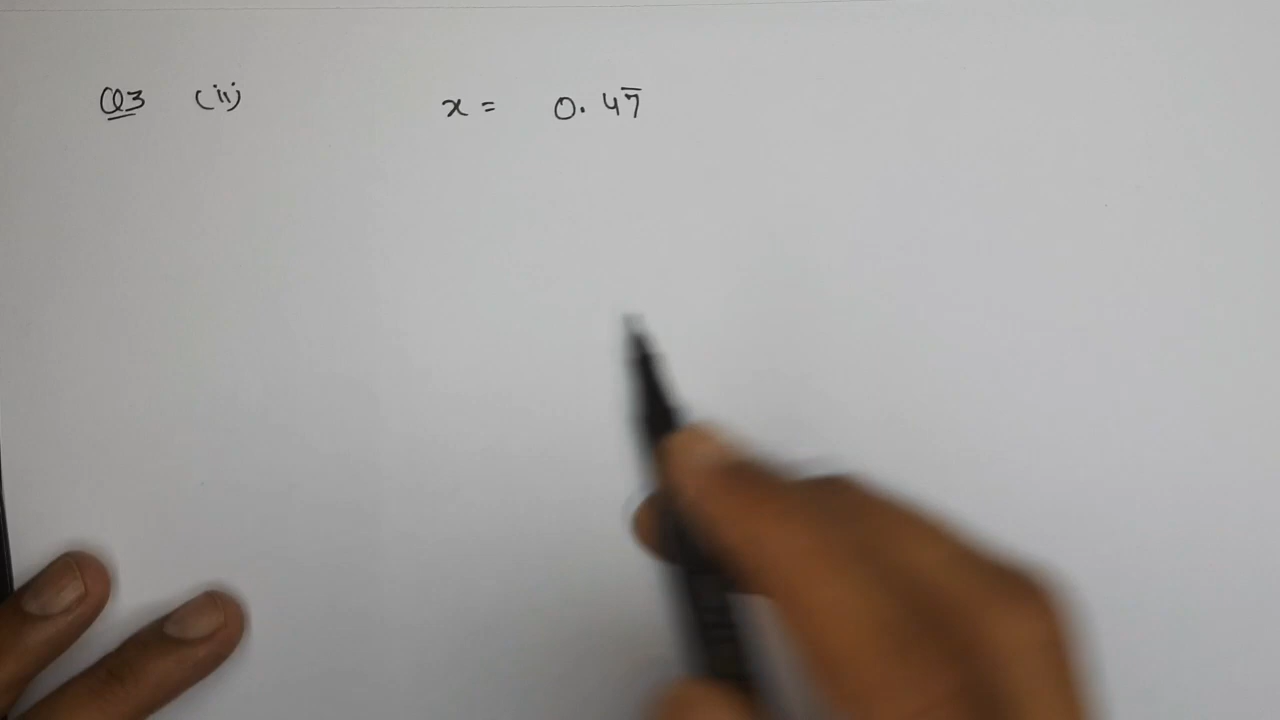 Q3 (ii) x = 0.47̅